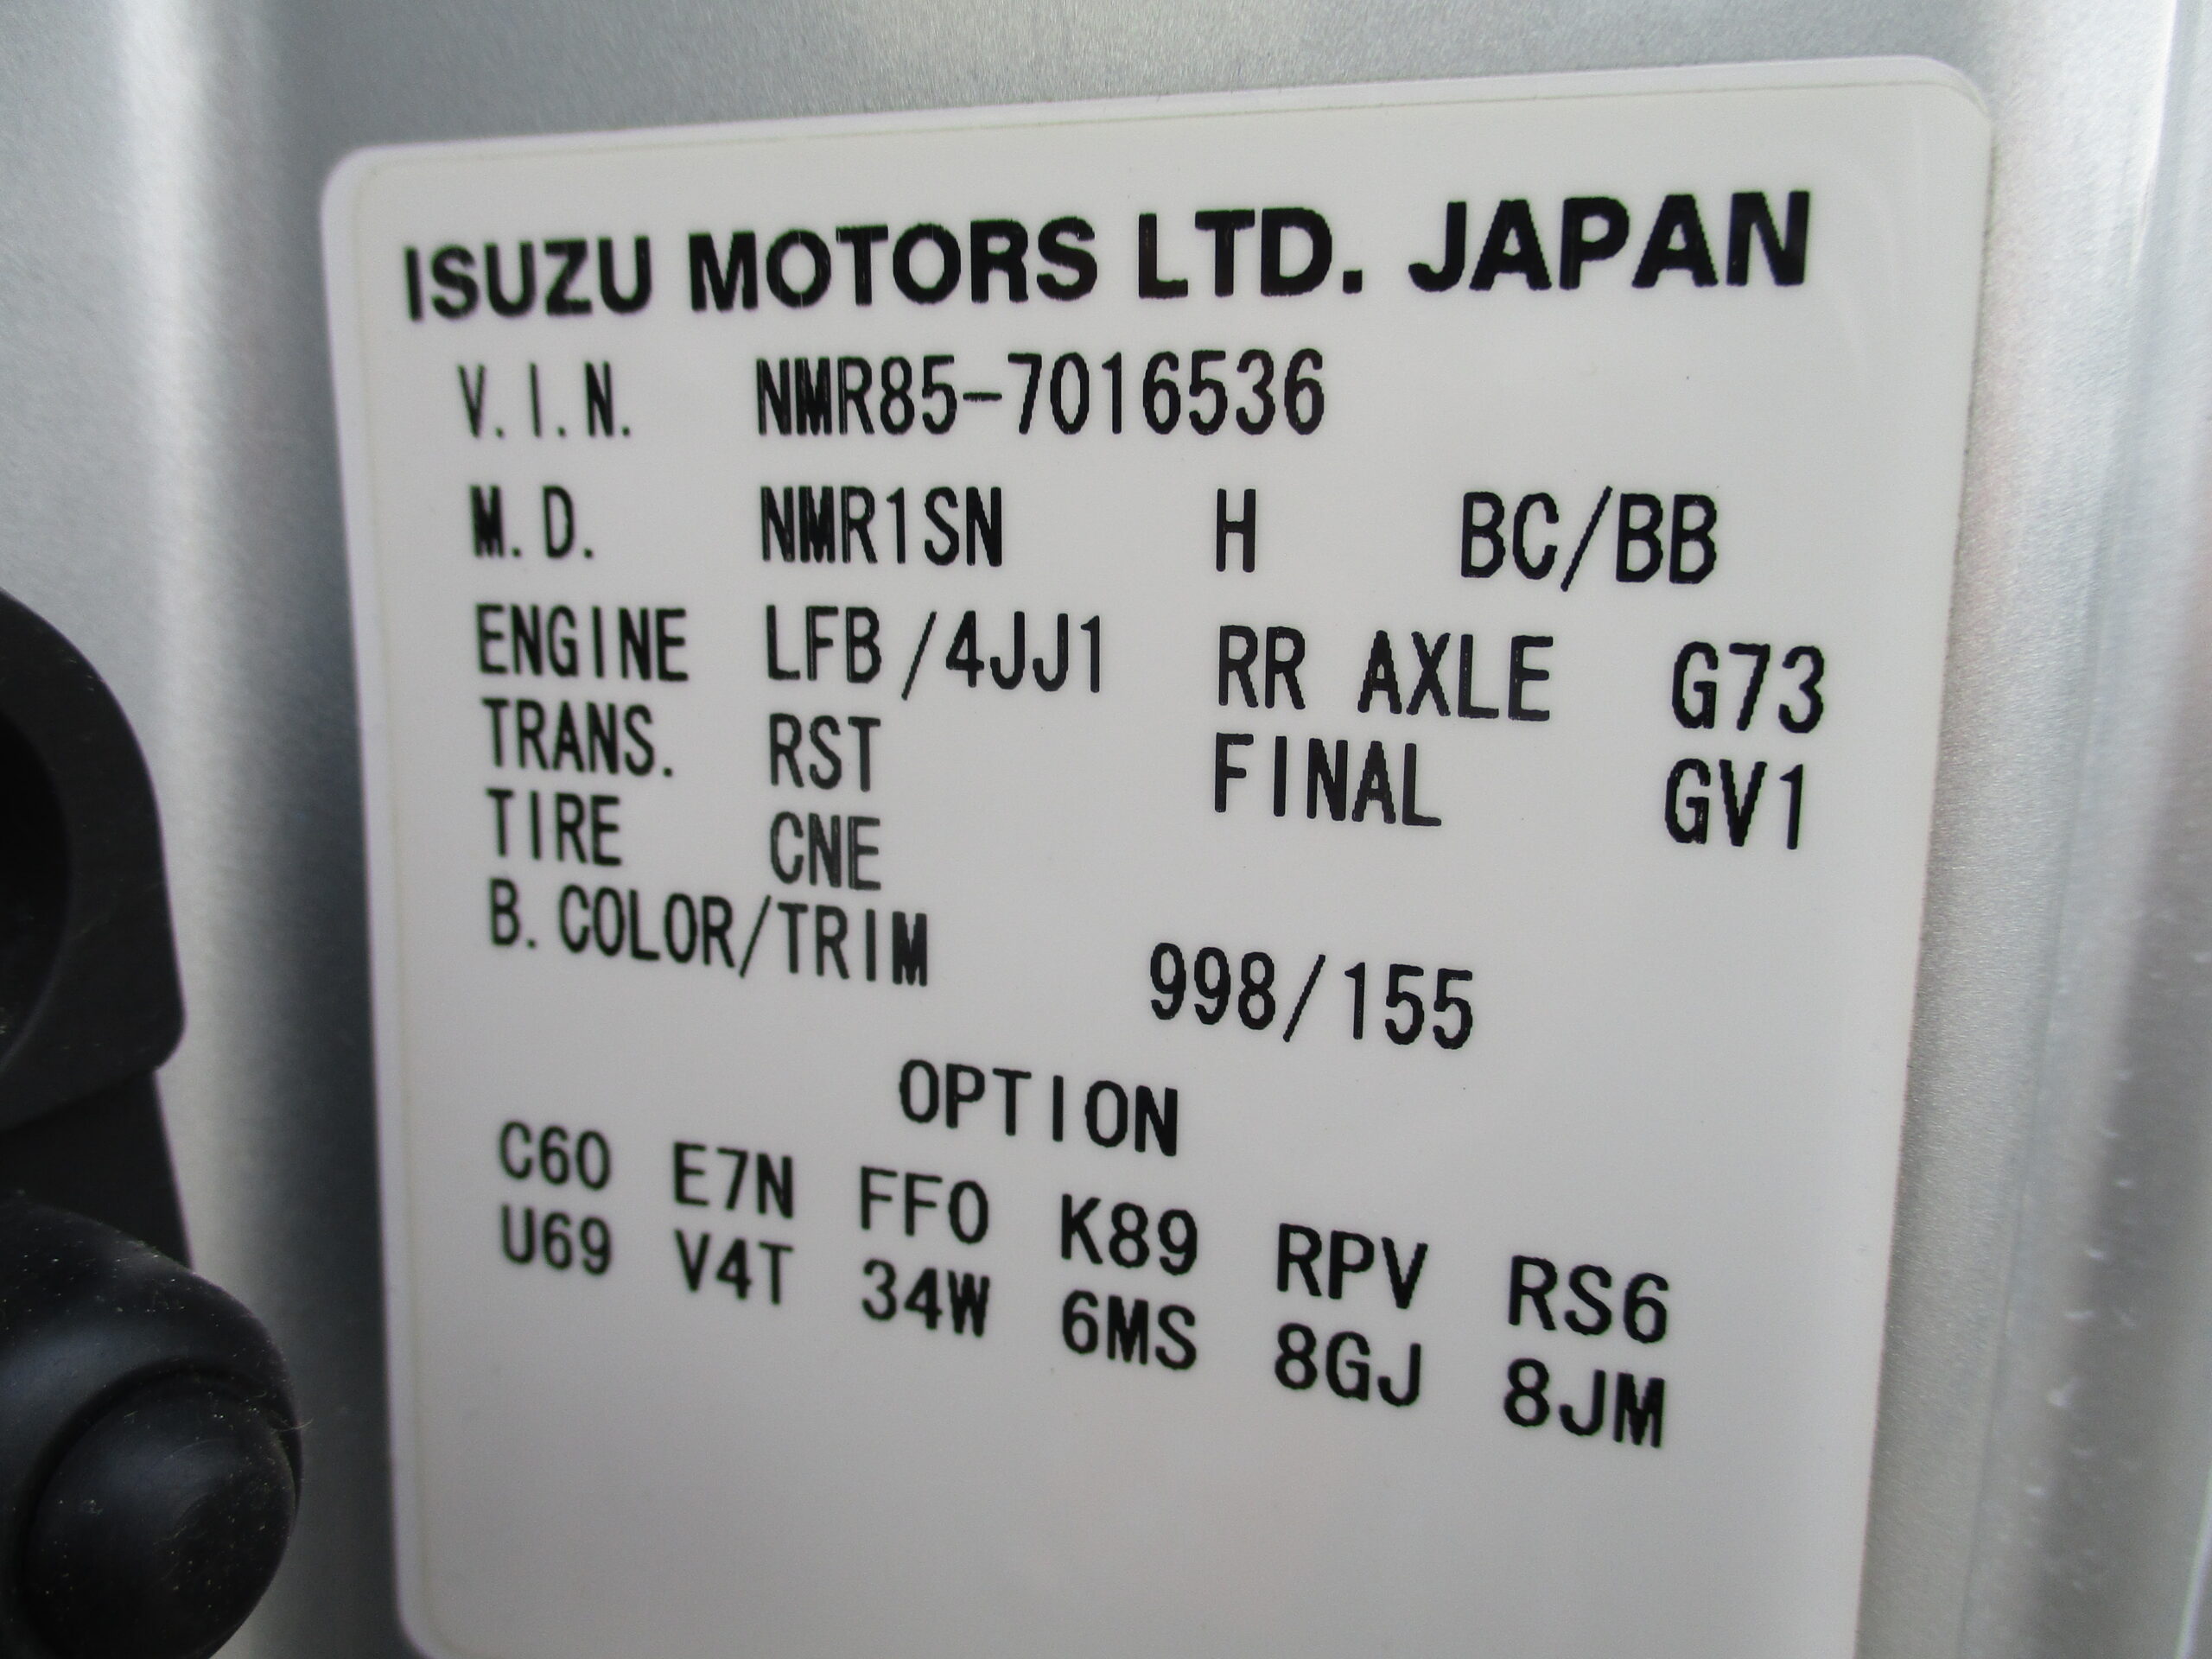 ISUZU MOTORS LTD. JAPAN
V.I.N. NMR85-7016536
M.D. NMR1SN H BC/BB
ENGINE LFB/4JJ1 RR AXLE G73
TRANS. RST FINAL GV1
TIRE CNE
B.COLOR/TRIM 998/155
OPTION
C60 E7N FF0 K89 RPV RS6
U69 V4T 34W 6MS 8GJ 8JM